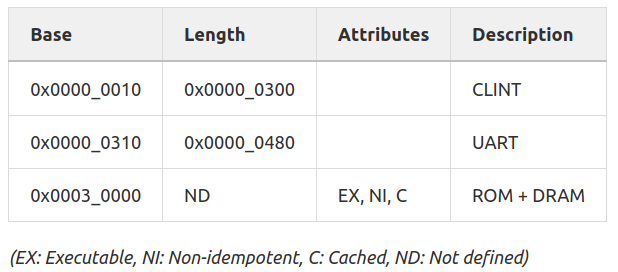 Base Length Attributes Description
0x0000_0010 0x0000_0300 CLINT
0x0000_0310 0x0000_0480 UART
0x0003_0000 ND EX, NI, C ROM + DRAM
(EX: Executable, NI: Non-idempotent, C: Cached, ND: Not defined)